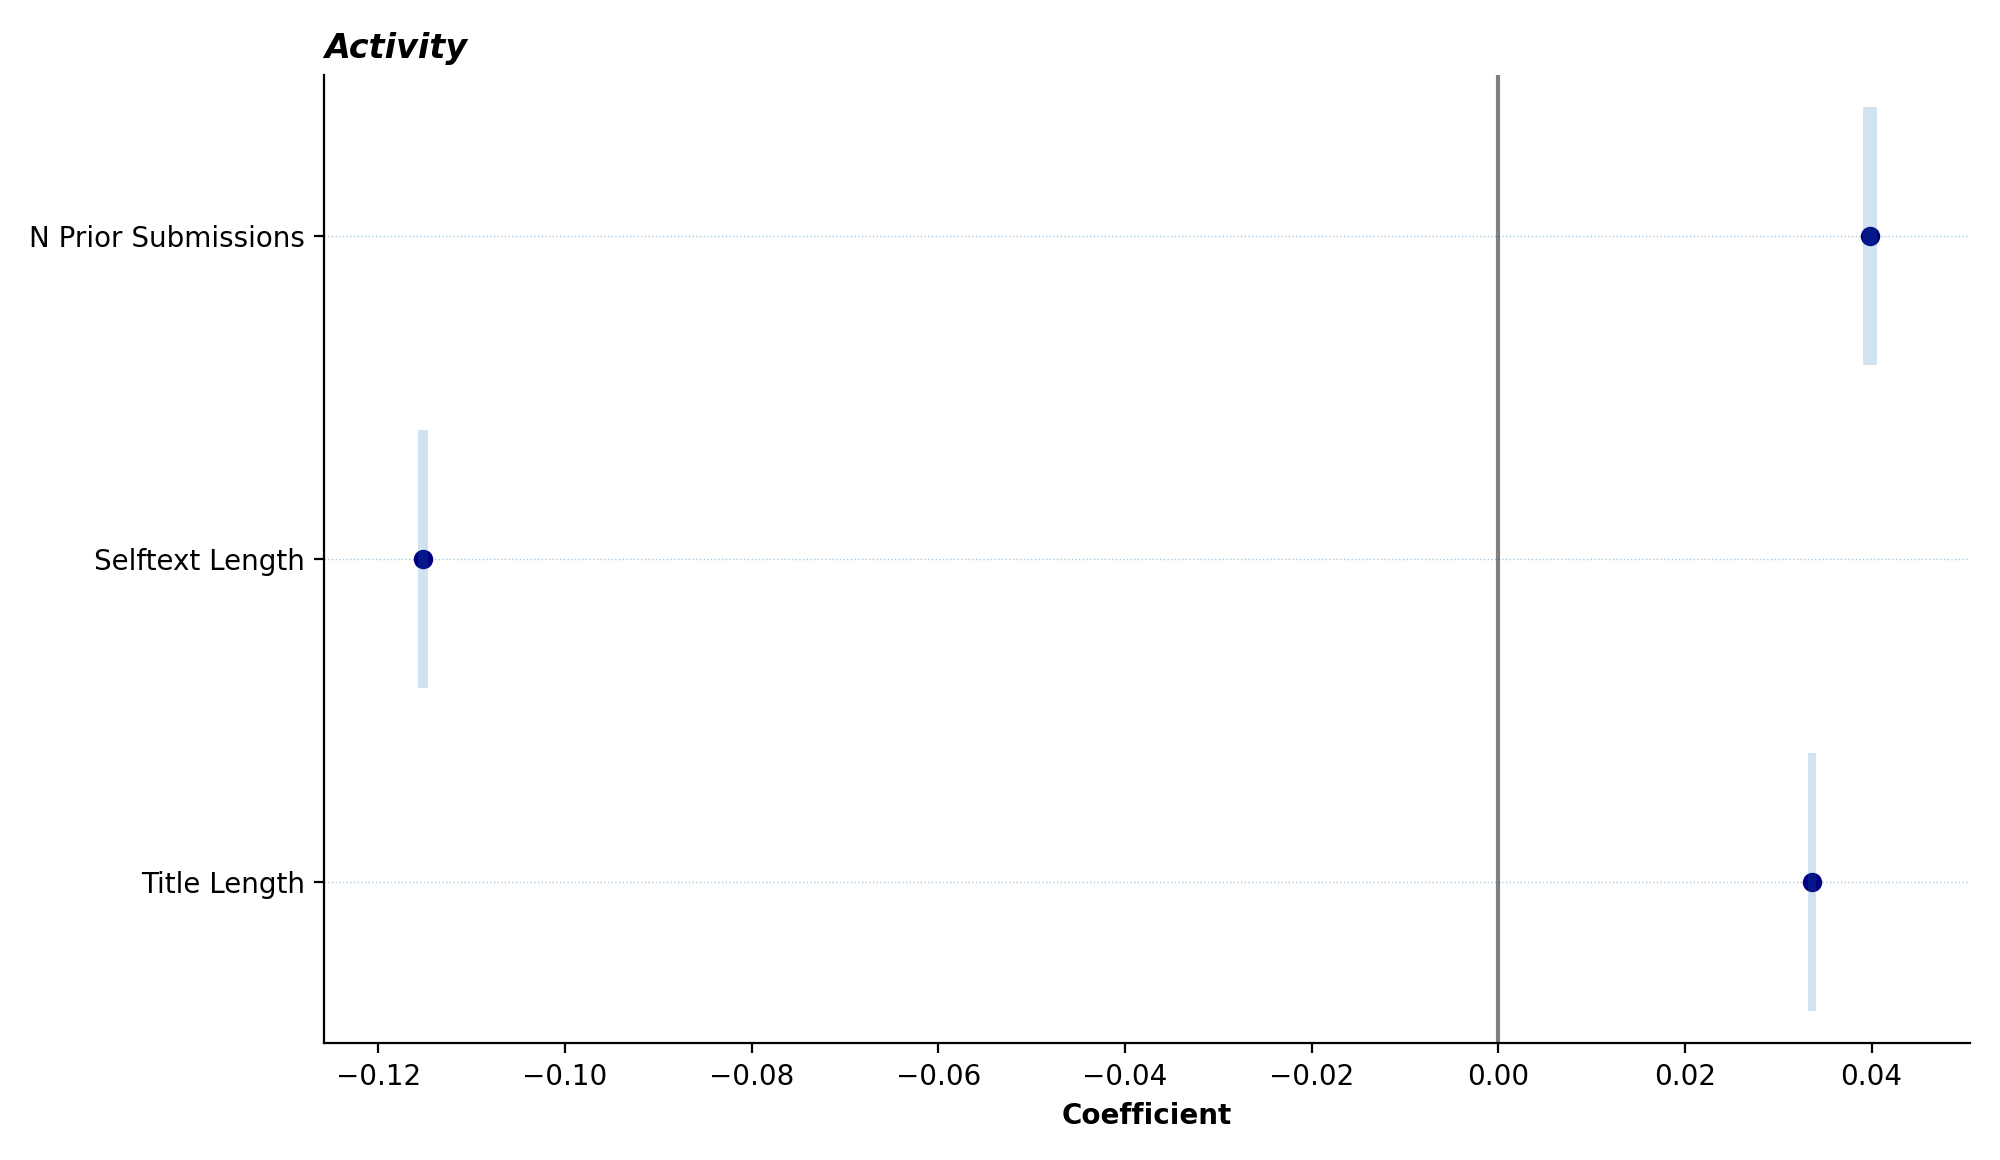 Activity
N Prior Submissions
Selftext Length
Title Length
−0.12 −0.10 −0.08 −0.06 −0.04 −0.02 0.00 0.02 0.04
Coefficient